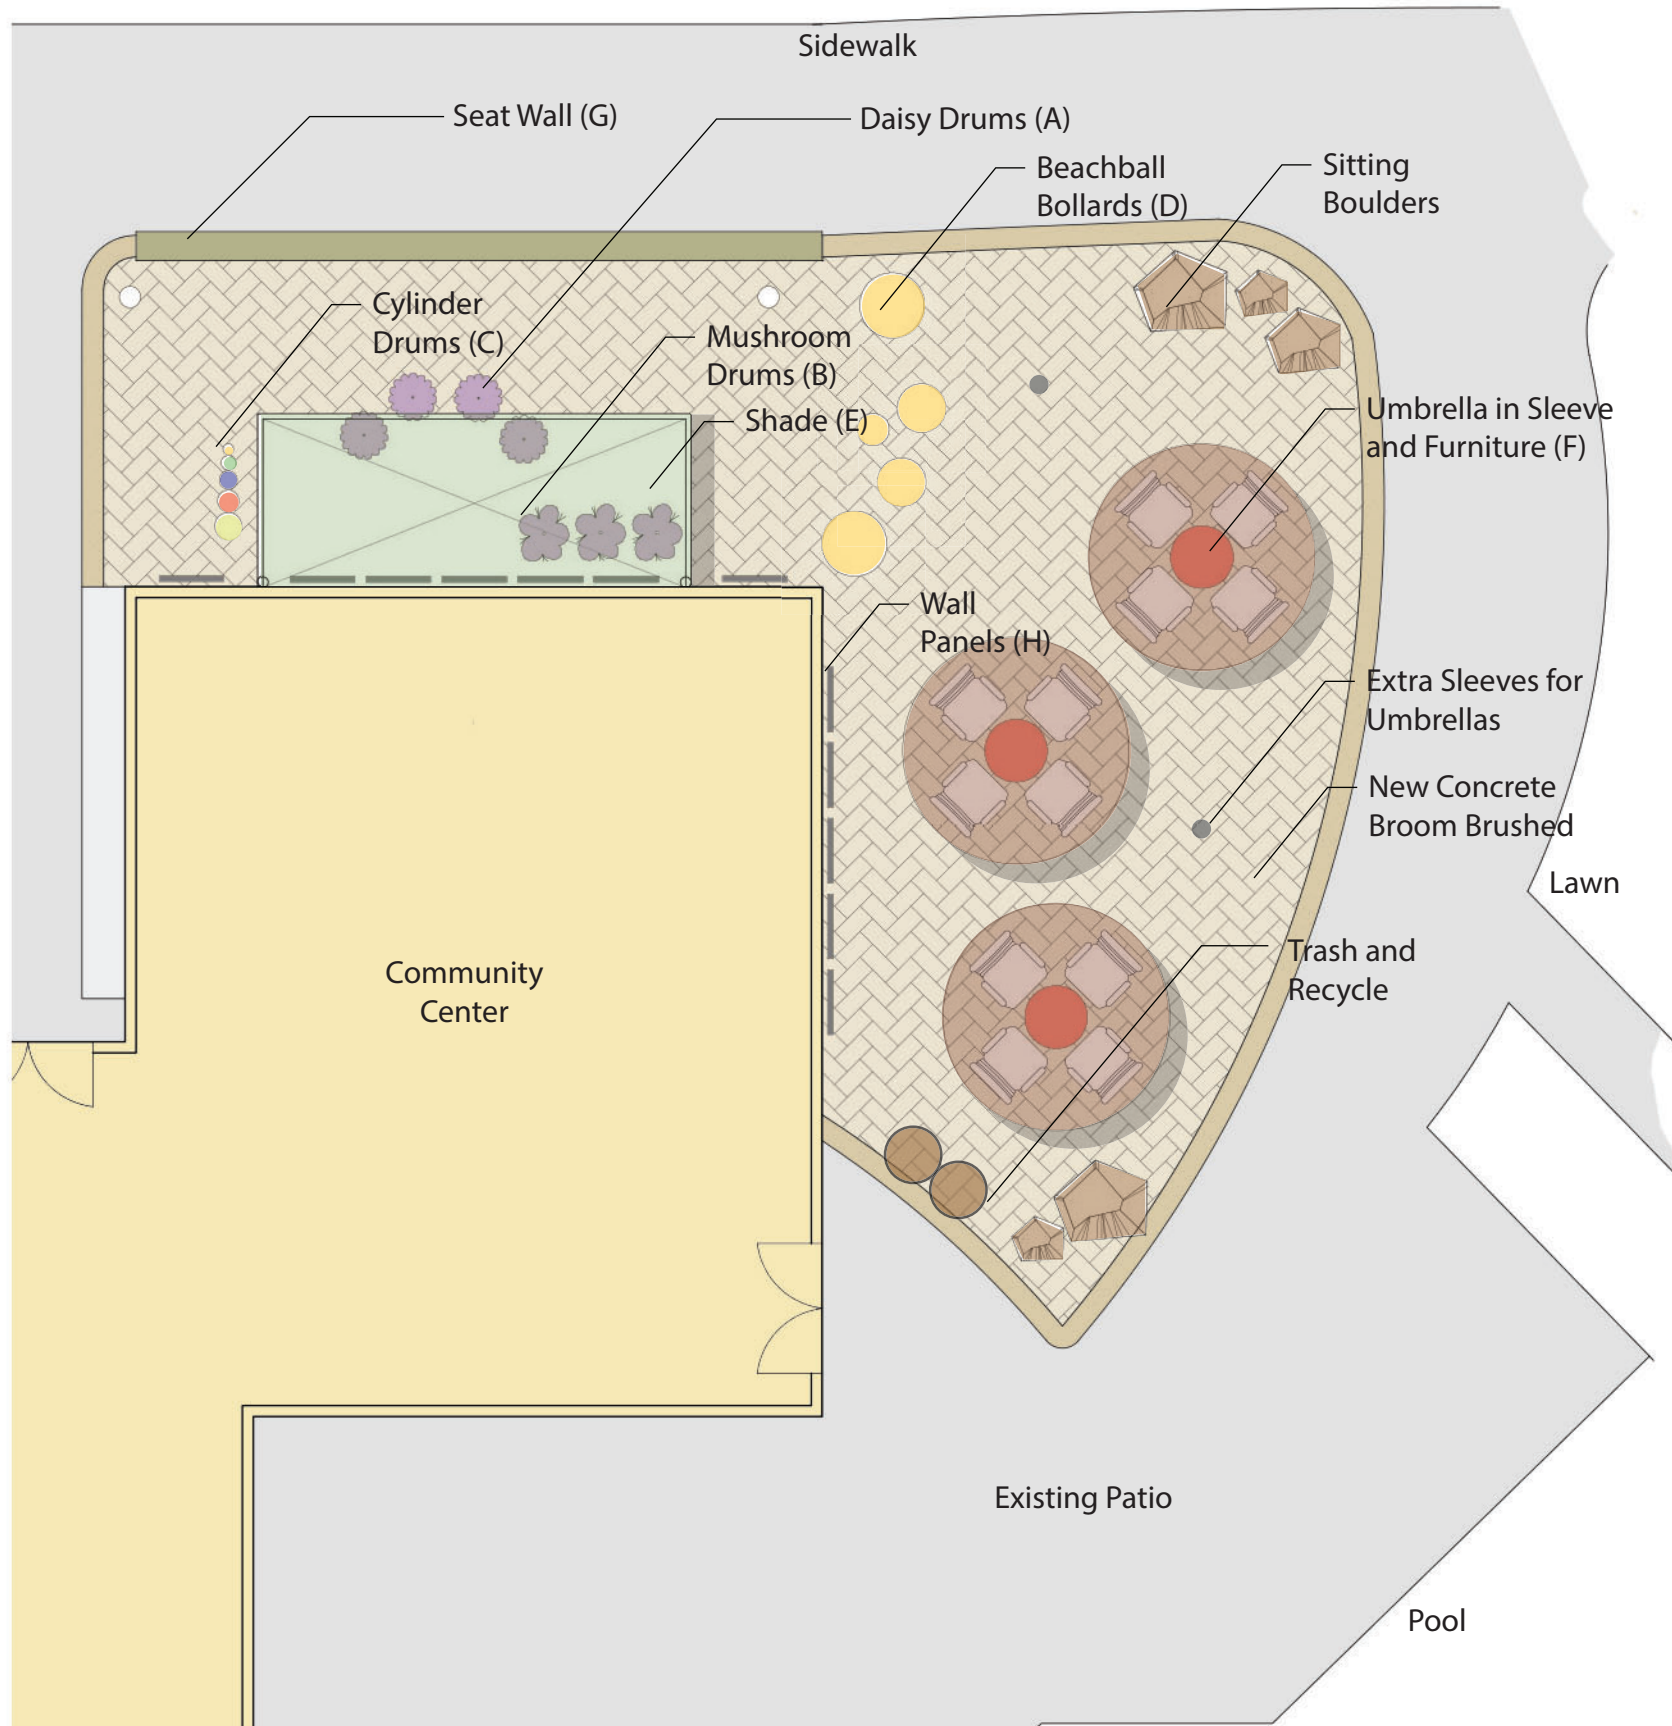 Sidewalk
Seat Wall (G)
Daisy Drums (A)
Beachball
Bollards (D)
Sitting
Boulders
Cylinder
Drums (C)
Mushroom
Drums (B)
Shade (E)
Umbrella in Sleeve
and Furniture (F)
Wall
Panels (H)
Extra Sleeves for
Umbrellas
New Concrete
Broom Brushed
Lawn
Trash and
Recycle
Community
Center
Existing Patio
Pool